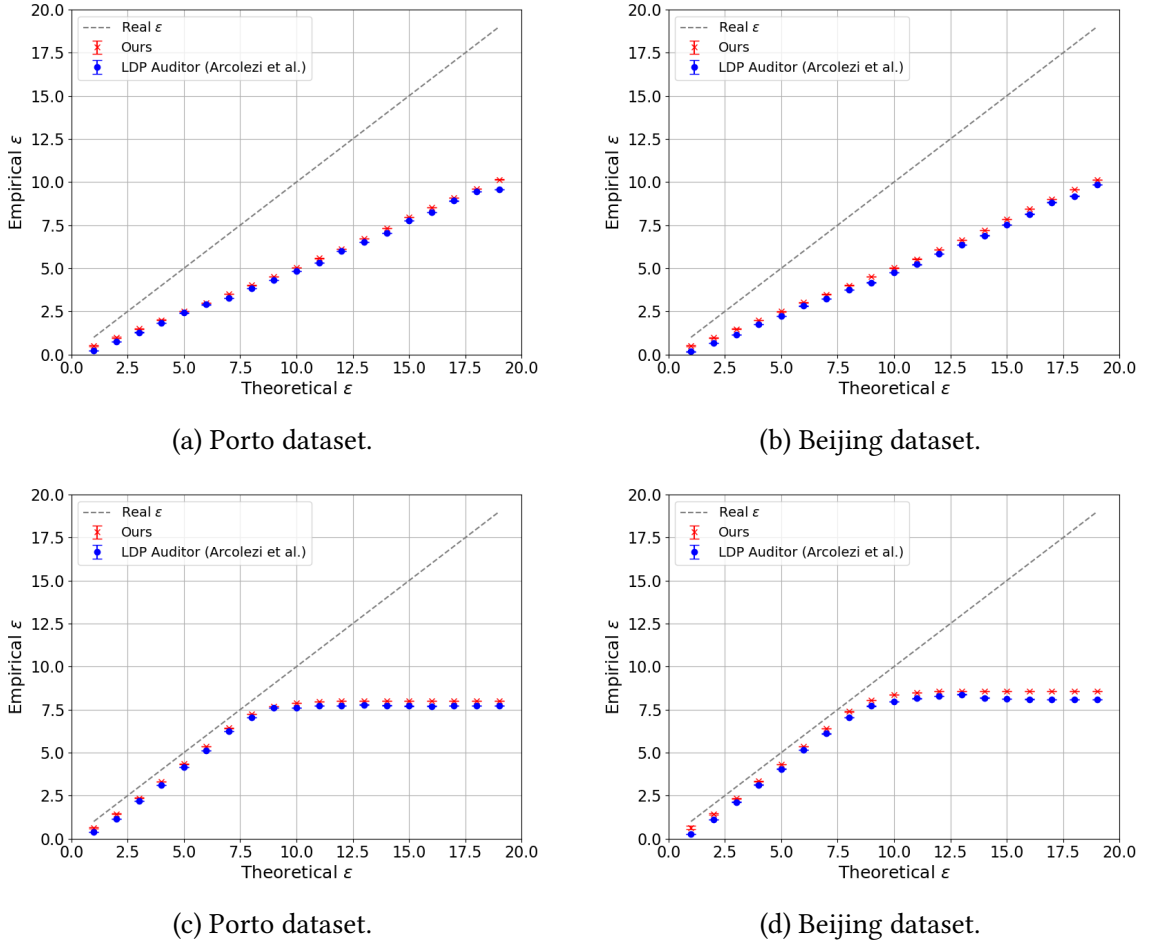 20.0
17.5
15.0
12.5
10.0
7.5
5.0
2.5
0.0
Empirical ε
Real ε
Ours
LDP Auditor (Arcolezi et al.)
0.0 2.5 5.0 7.5 10.0 12.5 15.0 17.5 20.0
Theoretical ε
(a) Porto dataset.
20.0
17.5
15.0
12.5
10.0
7.5
5.0
2.5
0.0
Empirical ε
Real ε
Ours
LDP Auditor (Arcolezi et al.)
0.0 2.5 5.0 7.5 10.0 12.5 15.0 17.5 20.0
Theoretical ε
(b) Beijing dataset.
20.0
17.5
15.0
12.5
10.0
7.5
5.0
2.5
0.0
Empirical ε
Real ε
Ours
LDP Auditor (Arcolezi et al.)
0.0 2.5 5.0 7.5 10.0 12.5 15.0 17.5 20.0
Theoretical ε
(c) Porto dataset.
20.0
17.5
15.0
12.5
10.0
7.5
5.0
2.5
0.0
Empirical ε
Real ε
Ours
LDP Auditor (Arcolezi et al.)
0.0 2.5 5.0 7.5 10.0 12.5 15.0 17.5 20.0
Theoretical ε
(d) Beijing dataset.